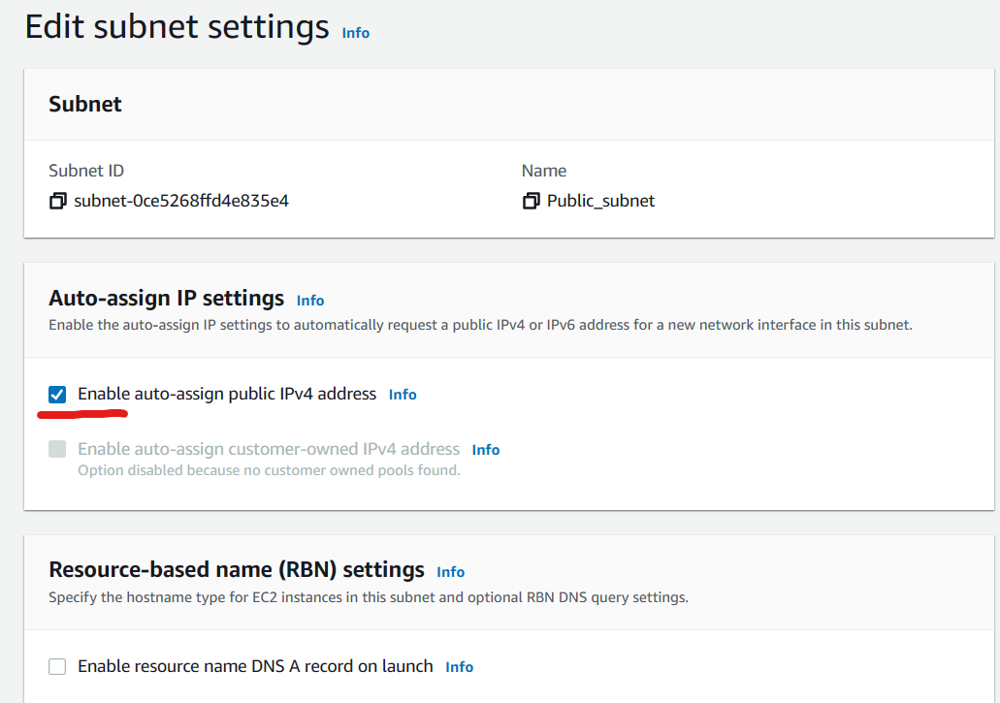 Edit subnet settings Info
Subnet
Subnet ID Name
subnet-0ce5268ffd4e835e4 Public_subnet
Auto-assign IP settings Info
Enable the auto-assign IP settings to automatically request a public IPv4 or IPv6 address for a new network interface in this subnet.
Enable auto-assign public IPv4 address Info
Enable auto-assign customer-owned IPv4 address Info
Option disabled because no customer owned pools found.
Resource-based name (RBN) settings Info
Specify the hostname type for EC2 instances in this subnet and optional RBN DNS query settings.
Enable resource name DNS A record on launch Info